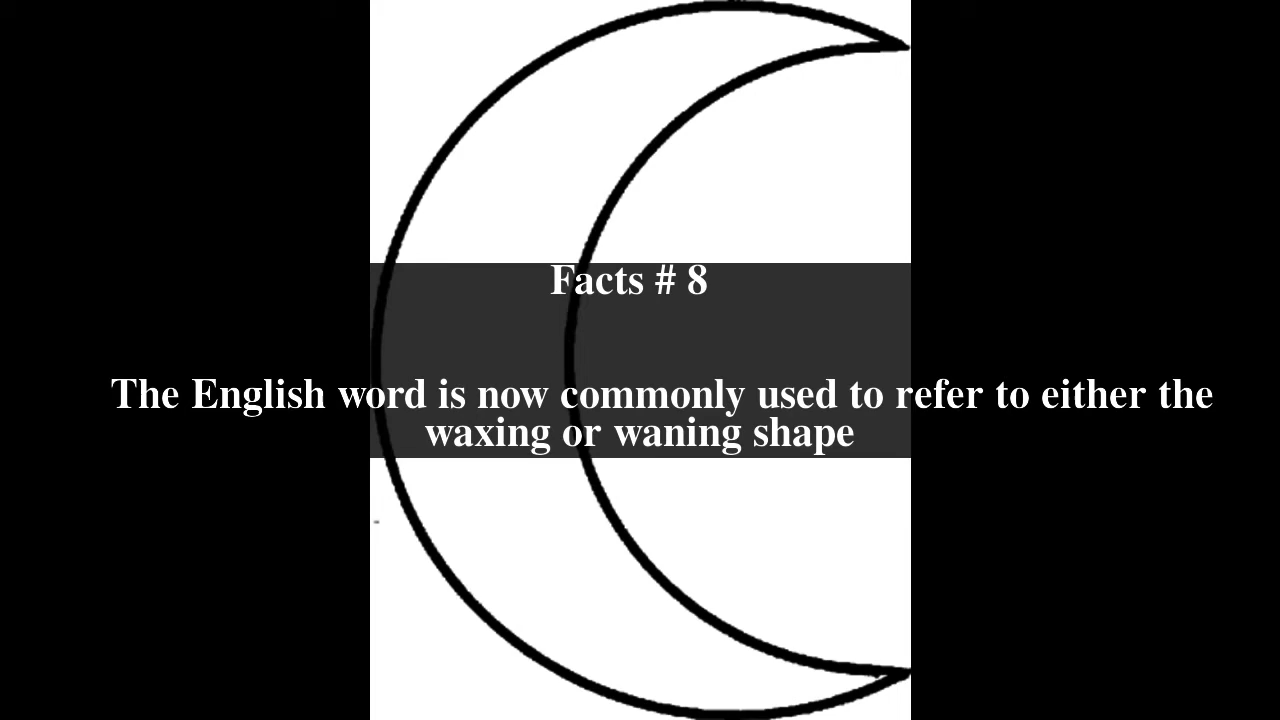 Facts # 8
The English word is now commonly used to refer to either the
waxing or waning shape